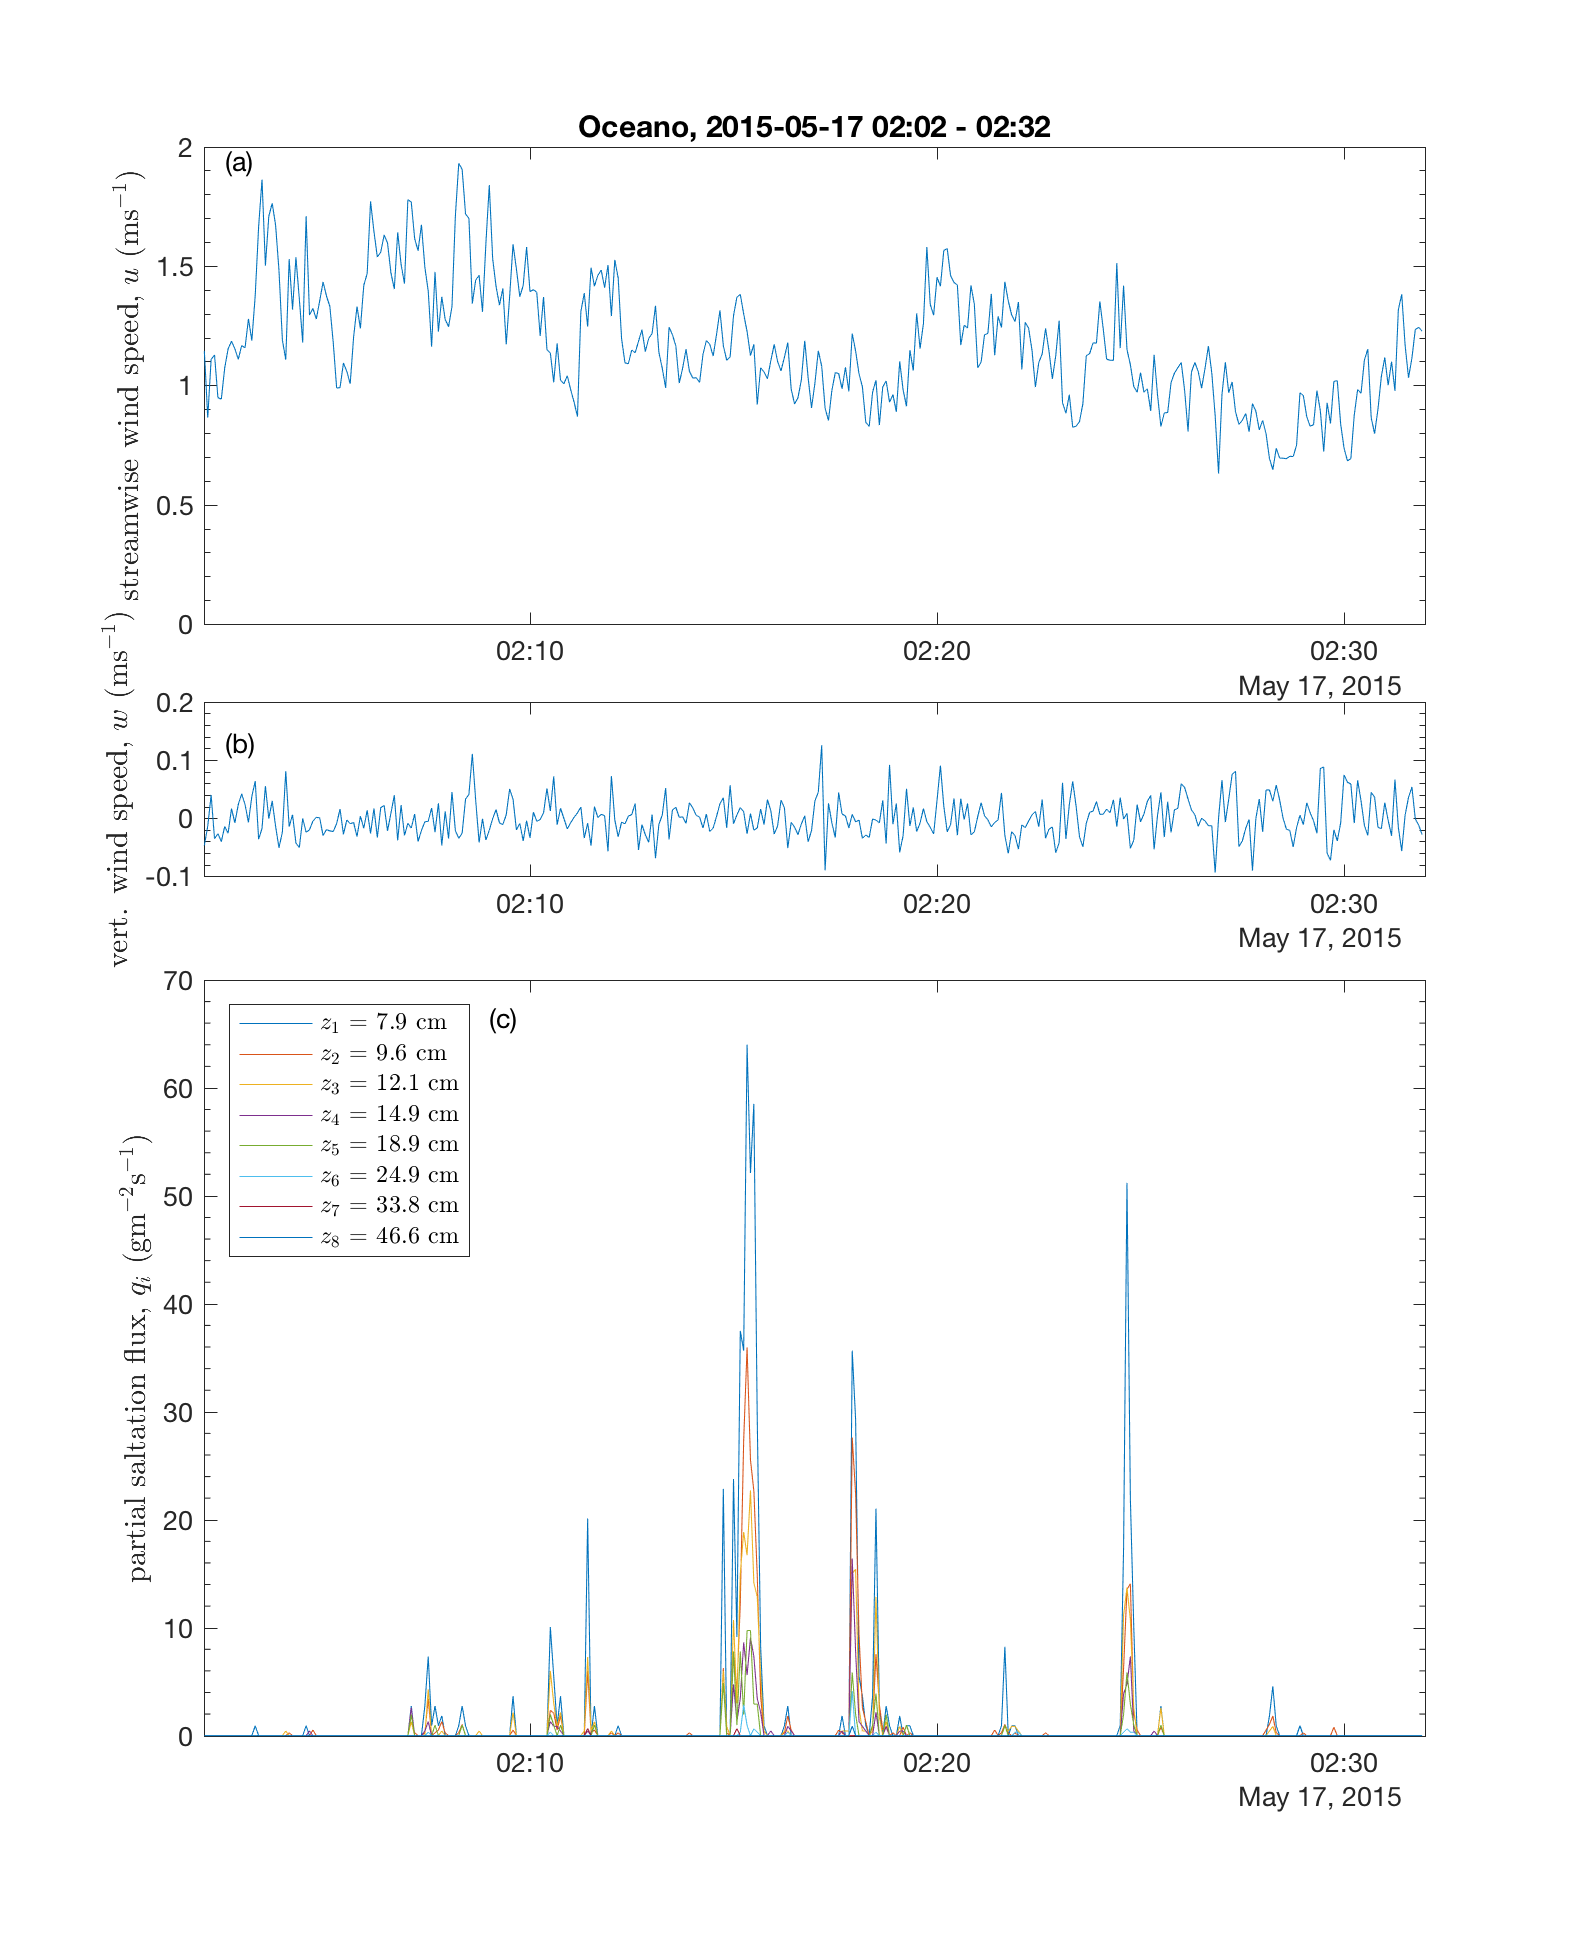 Oceano, 2015-05-17 02:02 - 02:32
(a)
streamwise wind speed, u (ms⁻¹)
2
1.5
1
0.5
0
02:10 02:20 02:30
May 17, 2015
(b)
vert. wind speed, w (ms⁻¹)
0.2
0.1
0
-0.1
02:10 02:20 02:30
May 17, 2015
(c)
partial saltation flux, qᵢ (gm⁻²s⁻¹)
70
60
50
40
30
20
10
0
z₁ = 7.9 cm
z₂ = 9.6 cm
z₃ = 12.1 cm
z₄ = 14.9 cm
z₅ = 18.9 cm
z₆ = 24.9 cm
z₇ = 33.8 cm
z₈ = 46.6 cm
02:10 02:20 02:30
May 17, 2015